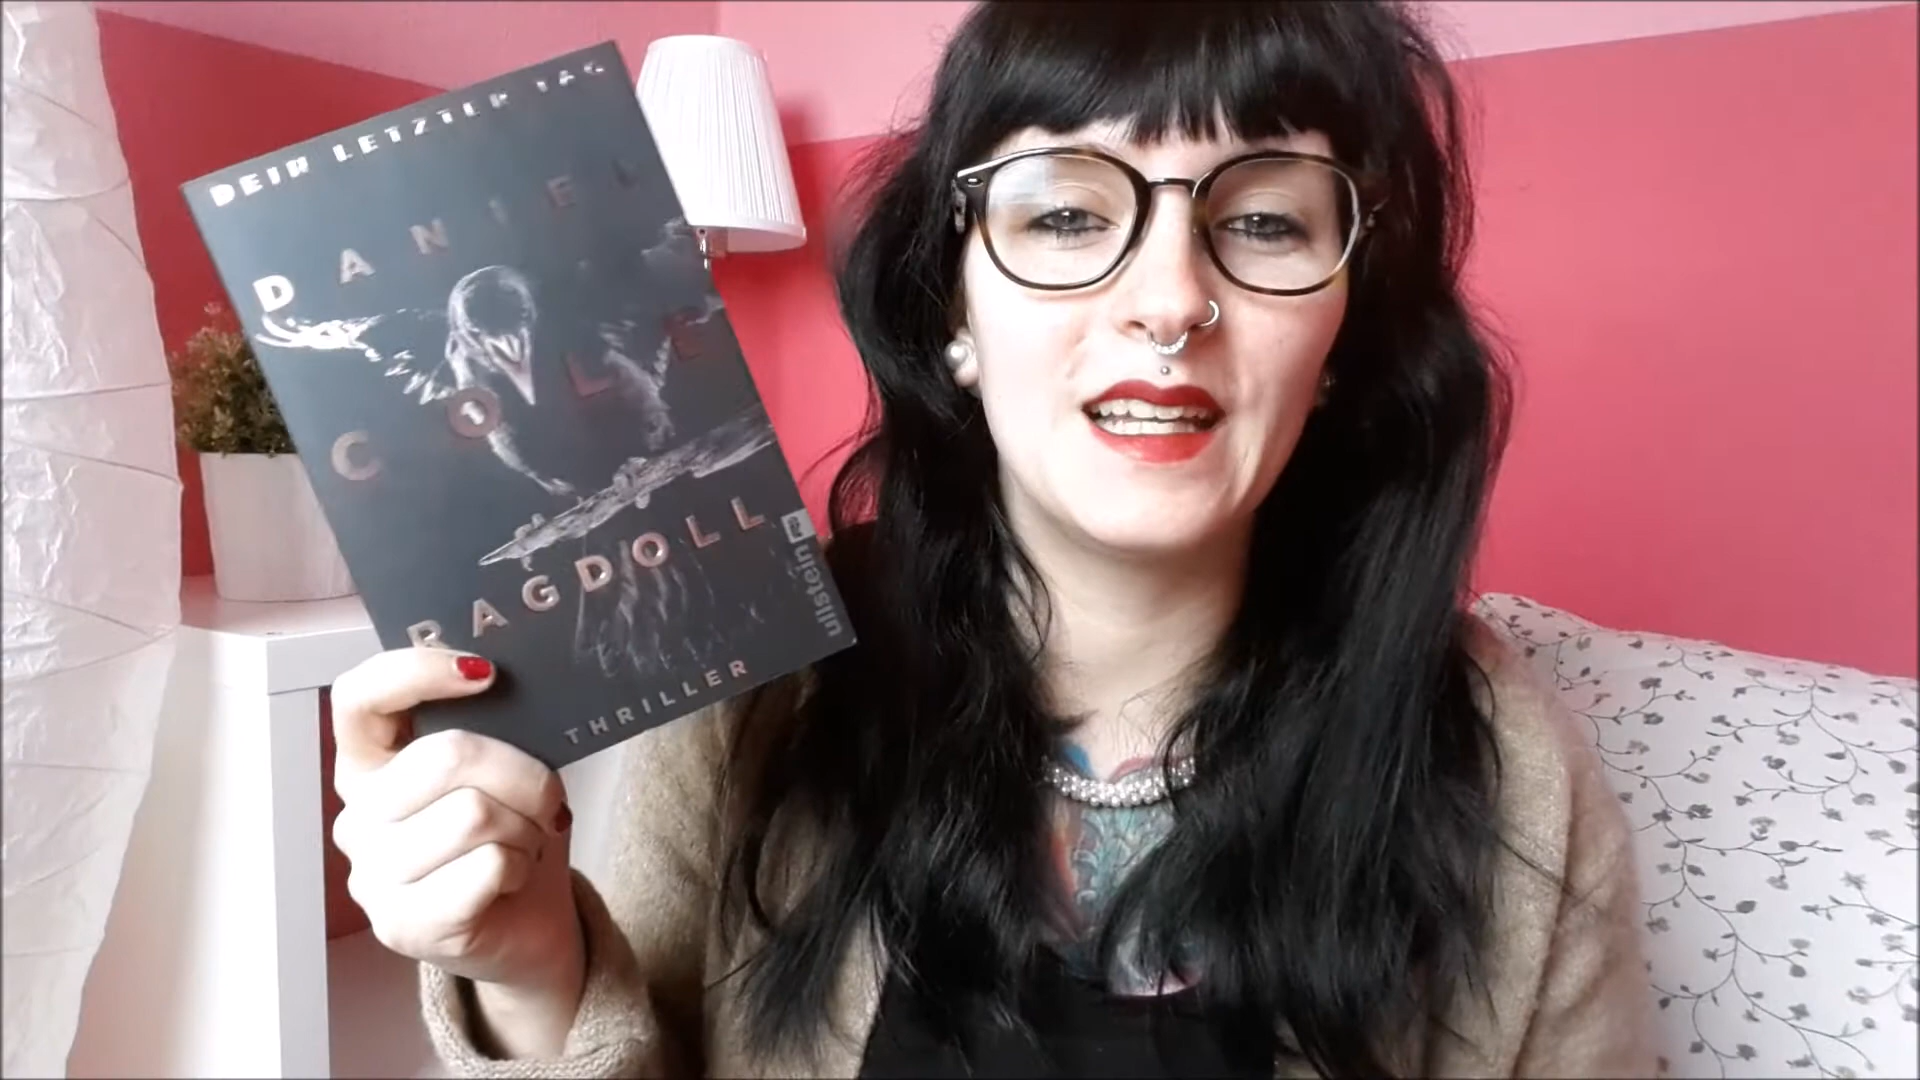 DEIN LETZTER TAG
DANIEL
COLE
RAGDOLL
ullstein
THRILLER